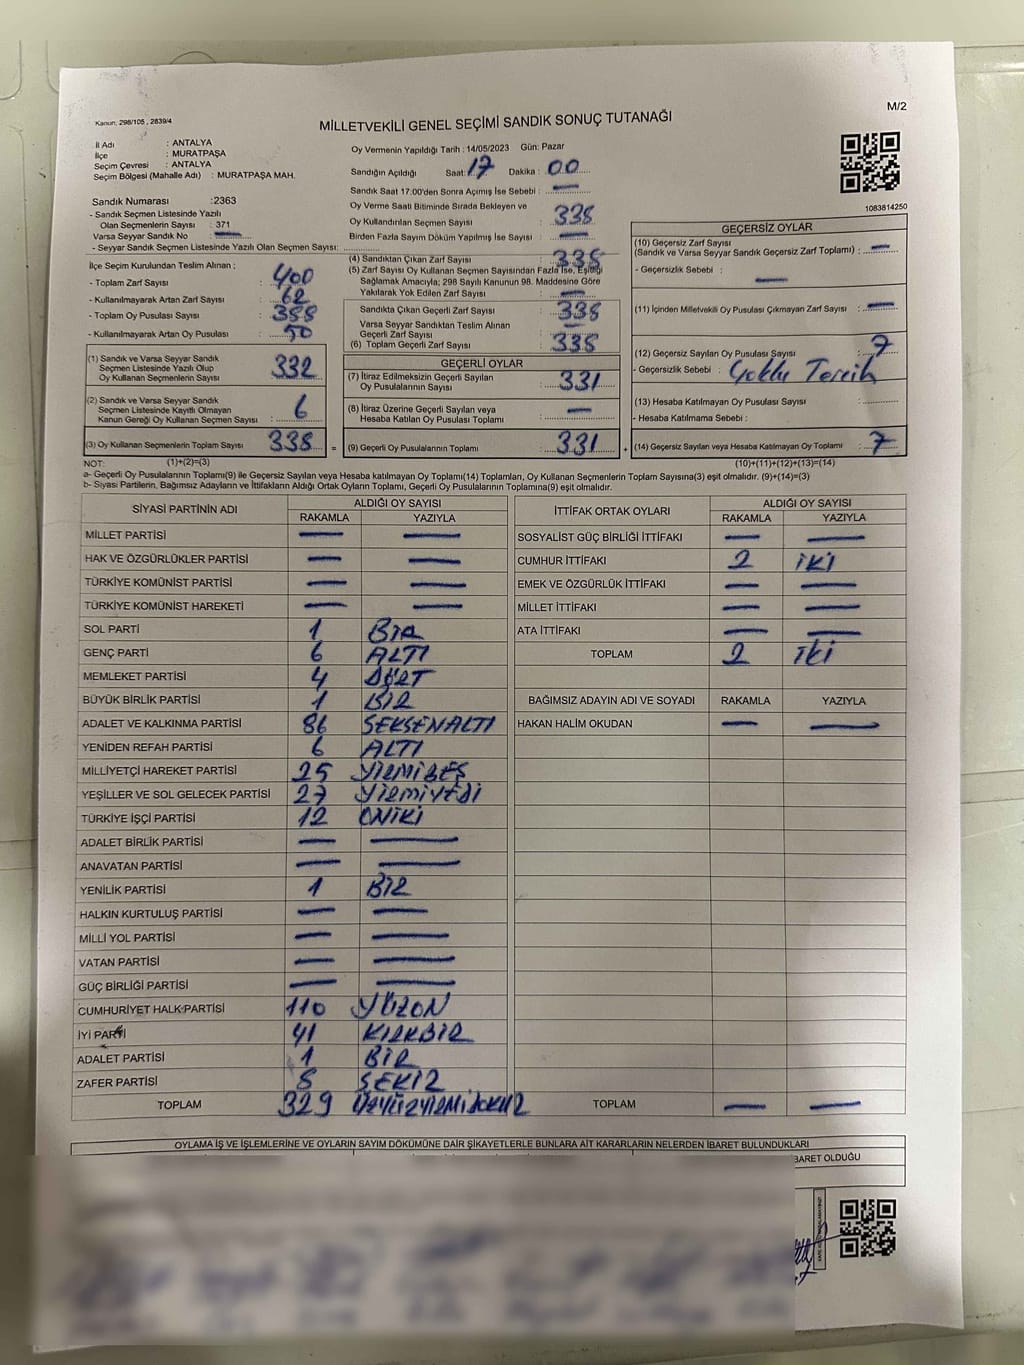 M/2
Kanun; 298/105 , 2839/4
MİLLETVEKİLİ GENEL SEÇİMİ SANDIK SONUÇ TUTANAĞI
İl Adı : ANTALYA
İlçe : MURATPAŞA
Seçim Çevresi : ANTALYA
Seçim Bölgesi (Mahalle Adı) : MURATPAŞA MAH.
Sandık Numarası :2363
- Sandık Seçmen Listesinde Yazılı
Olan Seçmenlerin Sayısı : 371
Varsa Seyyar Sandık No —
- Seyyar Sandık Seçmen Listesinde Yazılı Olan Seçmen Sayısı:
Oy Vermenin Yapıldığı Tarih : 14/05/2023 Gün: Pazar
Sandığın Açıldığı Saat: 17 Dakika : 00
Sandık Saat 17:00'den Sonra Açımış İse Sebebi : —
Oy Verme Saati Bitiminde Sırada Bekleyen ve
Oy Kullandırılan Seçmen Sayısı : 338
Birden Fazla Sayım Döküm Yapılmış İse Sayısı : —
1083814250
İlçe Seçim Kurulundan Teslim Alınan ;
- Toplam Zarf Sayısı : 400
- Kullanılmayarak Artan Zarf Sayısı : 62
- Toplam Oy Pusulası Sayısı : 388
- Kullanılmayarak Artan Oy Pusulası : 50
(1) Sandık ve Varsa Seyyar Sandık
Seçmen Listesinde Yazılı Olup
Oy Kullanan Seçmenlerin Sayısı : 332
(2) Sandık ve Varsa Seyyar Sandık
Seçmen Listesinde Kayıtlı Olmayan
Kanun Gereği Oy Kullanan Seçmen Sayısı : 6
(3) Oy Kullanan Seçmenlerin Toplam Sayısı : 338 =
(4) Sandıktan Çıkan Zarf Sayısı : 338
(5) Zarf Sayısı Oy Kullanan Seçmen Sayısından Fazla İse, Eşitliği
Sağlamak Amacıyla; 298 Sayılı Kanunun 98. Maddesine Göre
Yakılarak Yok Edilen Zarf Sayısı : —
Sandıkta Çıkan Geçerli Zarf Sayısı : 338
Varsa Seyyar Sandıktan Teslim Alınan
Geçerli Zarf Sayısı : —
(6) Toplam Geçerli Zarf Sayısı : 338
GEÇERLİ OYLAR
(7) İtiraz Edilmeksizin Geçerli Sayılan
Oy Pusulalarının Sayısı : 331
(8) İtiraz Üzerine Geçerli Sayılan veya
Hesaba Katılan Oy Pusulası Toplamı : —
(9) Geçerli Oy Pusulalarının Toplamı : 331 +
GEÇERSİZ OYLAR
(10) Geçersiz Zarf Sayısı
(Sandık ve Varsa Seyyar Sandık Geçersiz Zarf Toplamı) : —
- Geçersizlik Sebebi : —
(11) İçinden Milletvekili Oy Pusulası Çıkmayan Zarf Sayısı : —
(12) Geçersiz Sayılan Oy Pusulası Sayısı : 7
- Geçersizlik Sebebi : Çoklu Tercih
(13) Hesaba Katılmayan Oy Pusulası Sayısı :
- Hesaba Katılmama Sebebi :
(14) Geçersiz Sayılan veya Hesaba Katılmayan Oy Toplamı : 7
NOT: (1)+(2)=(3) (10)+(11)+(12)+(13)=(14)
a- Geçerli Oy Pusulalarının Toplamı(9) ile Geçersiz Sayılan veya Hesaba katılmayan Oy Toplamı(14) Toplamları, Oy Kullanan Seçmenlerin Toplam Sayısına(3) eşit olmalıdır. (9)+(14)=(3)
b- Siyasi Partilerin, Bağımsız Adayların ve İttifakların Aldığı Ortak Oyların Toplamı, Geçerli Oy Pusulalarının Toplamına(9) eşit olmalıdır.
SİYASİ PARTİNİN ADI ALDIĞI OY SAYISI
RAKAMLA YAZIYLA
MİLLET PARTİSİ — —
HAK VE ÖZGÜRLÜKLER PARTİSİ — —
TÜRKİYE KOMÜNİST PARTİSİ — —
TÜRKİYE KOMÜNİST HAREKETİ — —
SOL PARTİ 1 BİR
GENÇ PARTİ 6 ALTI
MEMLEKET PARTİSİ 4 DÖRT
BÜYÜK BİRLİK PARTİSİ 1 BİR
ADALET VE KALKINMA PARTİSİ 86 SEKSENALTI
YENİDEN REFAH PARTİSİ 6 ALTI
MİLLİYETÇİ HAREKET PARTİSİ 25 YİRMİBEŞ
YEŞİLLER VE SOL GELECEK PARTİSİ 27 YİRMİYEDİ
TÜRKİYE İŞÇİ PARTİSİ 12 ONİKİ
ADALET BİRLİK PARTİSİ — —
ANAVATAN PARTİSİ — —
YENİLİK PARTİSİ 1 BİR
HALKIN KURTULUŞ PARTİSİ — —
MİLLİ YOL PARTİSİ — —
VATAN PARTİSİ — —
GÜÇ BİRLİĞİ PARTİSİ — —
CUMHURİYET HALK PARTİSİ 110 YÜZON
İYİ PARTİ 41 KIRKBİR
ADALET PARTİSİ 1 BİR
ZAFER PARTİSİ 8 SEKİZ
TOPLAM 329 ÜÇYÜZYİRMİDOKUZ
İTTİFAK ORTAK OYLARI ALDIĞI OY SAYISI
RAKAMLA YAZIYLA
SOSYALİST GÜÇ BİRLİĞİ İTTİFAKI — —
CUMHUR İTTİFAKI 2 İKİ
EMEK VE ÖZGÜRLÜK İTTİFAKI — —
MİLLET İTTİFAKI — —
ATA İTTİFAKI — —
TOPLAM 2 İKİ
BAĞIMSIZ ADAYIN ADI VE SOYADI RAKAMLA YAZIYLA
HAKAN HALİM OKUDAN — —
TOPLAM — —
OYLAMA İŞ VE İŞLEMLERİNE VE OYLARIN SAYIM DÖKÜMÜNE DAİR ŞİKAYETLERLE BUNLARA AİT KARARLARIN NELERDEN İBARET BULUNDUKLARI
BARET OLDUĞU